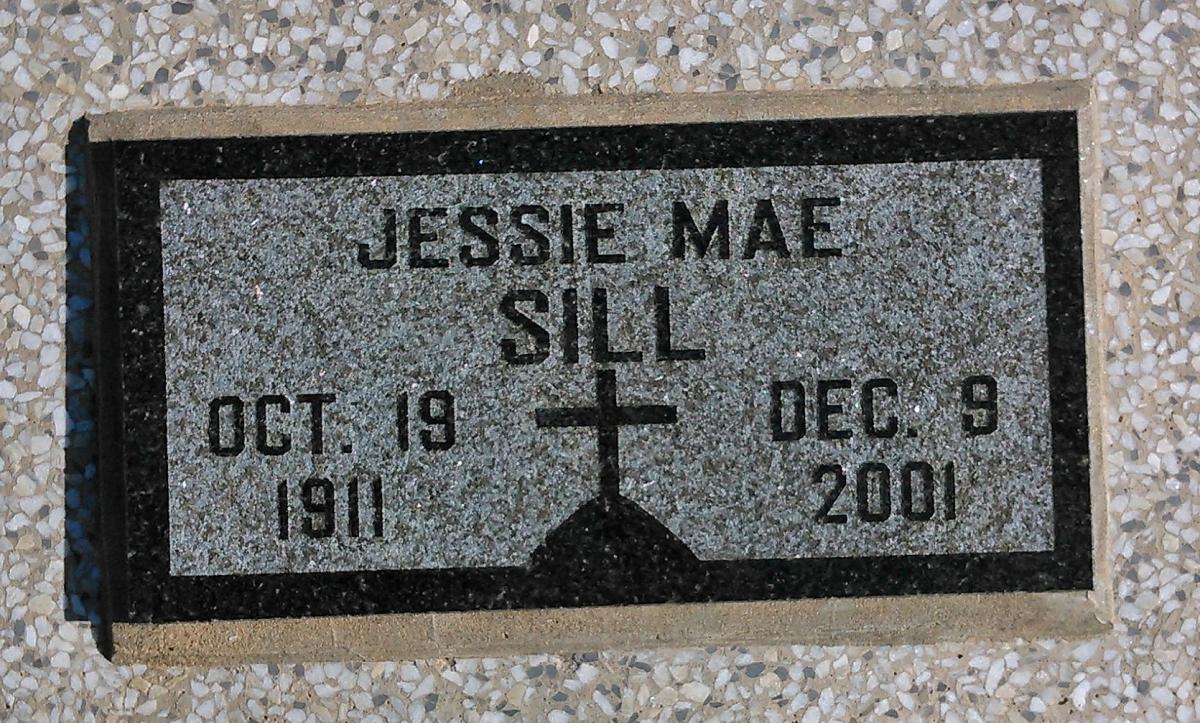 JESSIE MAE
SILL
OCT. 19 DEC. 9
1911 2001